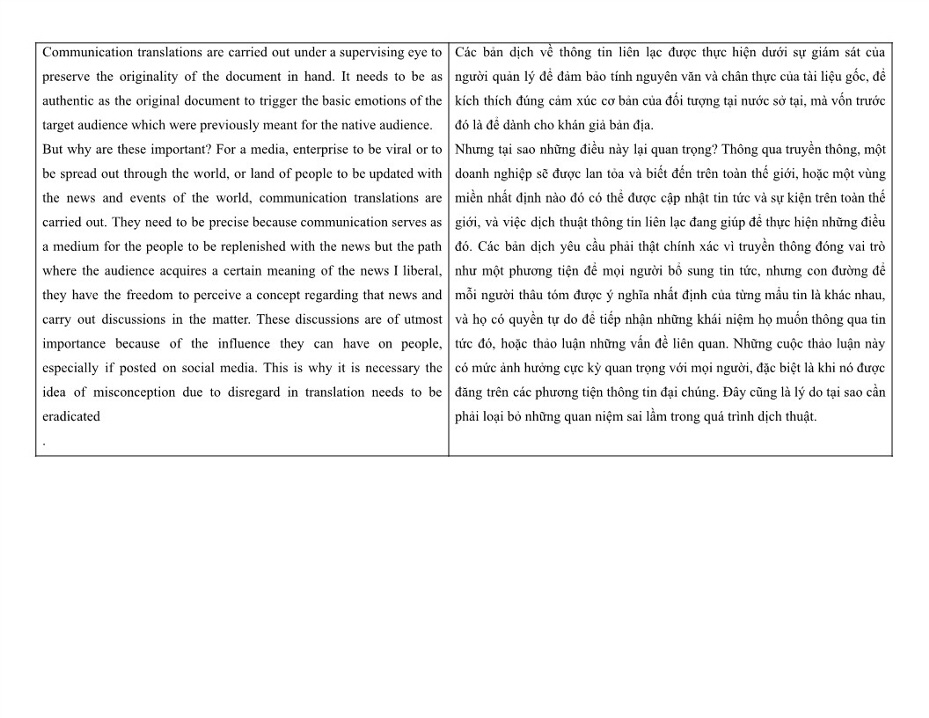 Communication translations are carried out under a supervising eye to
preserve the originality of the document in hand. It needs to be as
authentic as the original document to trigger the basic emotions of the
target audience which were previously meant for the native audience.
But why are these important? For a media, enterprise to be viral or to
be spread out through the world, or land of people to be updated with
the news and events of the world, communication translations are
carried out. They need to be precise because communication serves as
a medium for the people to be replenished with the news but the path
where the audience acquires a certain meaning of the news I liberal,
they have the freedom to perceive a concept regarding that news and
carry out discussions in the matter. These discussions are of utmost
importance because of the influence they can have on people,
especially if posted on social media. This is why it is necessary the
idea of misconception due to disregard in translation needs to be
eradicated
.
Các bản dịch về thông tin liên lạc được thực hiện dưới sự giám sát của
người quản lý để đảm bảo tính nguyên văn và chân thực của tài liệu gốc, để
kích thích đúng cảm xúc cơ bản của đối tượng tại nước sở tại, mà vốn trước
đó là để dành cho khán giả bản địa.
Nhưng tại sao những điều này lại quan trọng? Thông qua truyền thông, một
doanh nghiệp sẽ được lan tỏa và biết đến trên toàn thế giới, hoặc một vùng
miền nhất định nào đó có thể được cập nhật tin tức và sự kiện trên toàn thế
giới, và việc dịch thuật thông tin liên lạc đang giúp để thực hiện những điều
đó. Các bản dịch yêu cầu phải thật chính xác vì truyền thông đóng vai trò
như một phương tiện để mọi người bổ sung tin tức, nhưng con đường để
mỗi người thâu tóm được ý nghĩa nhất định của từng mẩu tin là khác nhau,
và họ có quyền tự do để tiếp nhận những khái niệm họ muốn thông qua tin
tức đó, hoặc thảo luận những vấn đề liên quan. Những cuộc thảo luận này
có mức ảnh hưởng cực kỳ quan trọng với mọi người, đặc biệt là khi nó được
đăng trên các phương tiện thông tin đại chúng. Đây cũng là lý do tại sao cần
phải loại bỏ những quan niệm sai lầm trong quá trình dịch thuật.